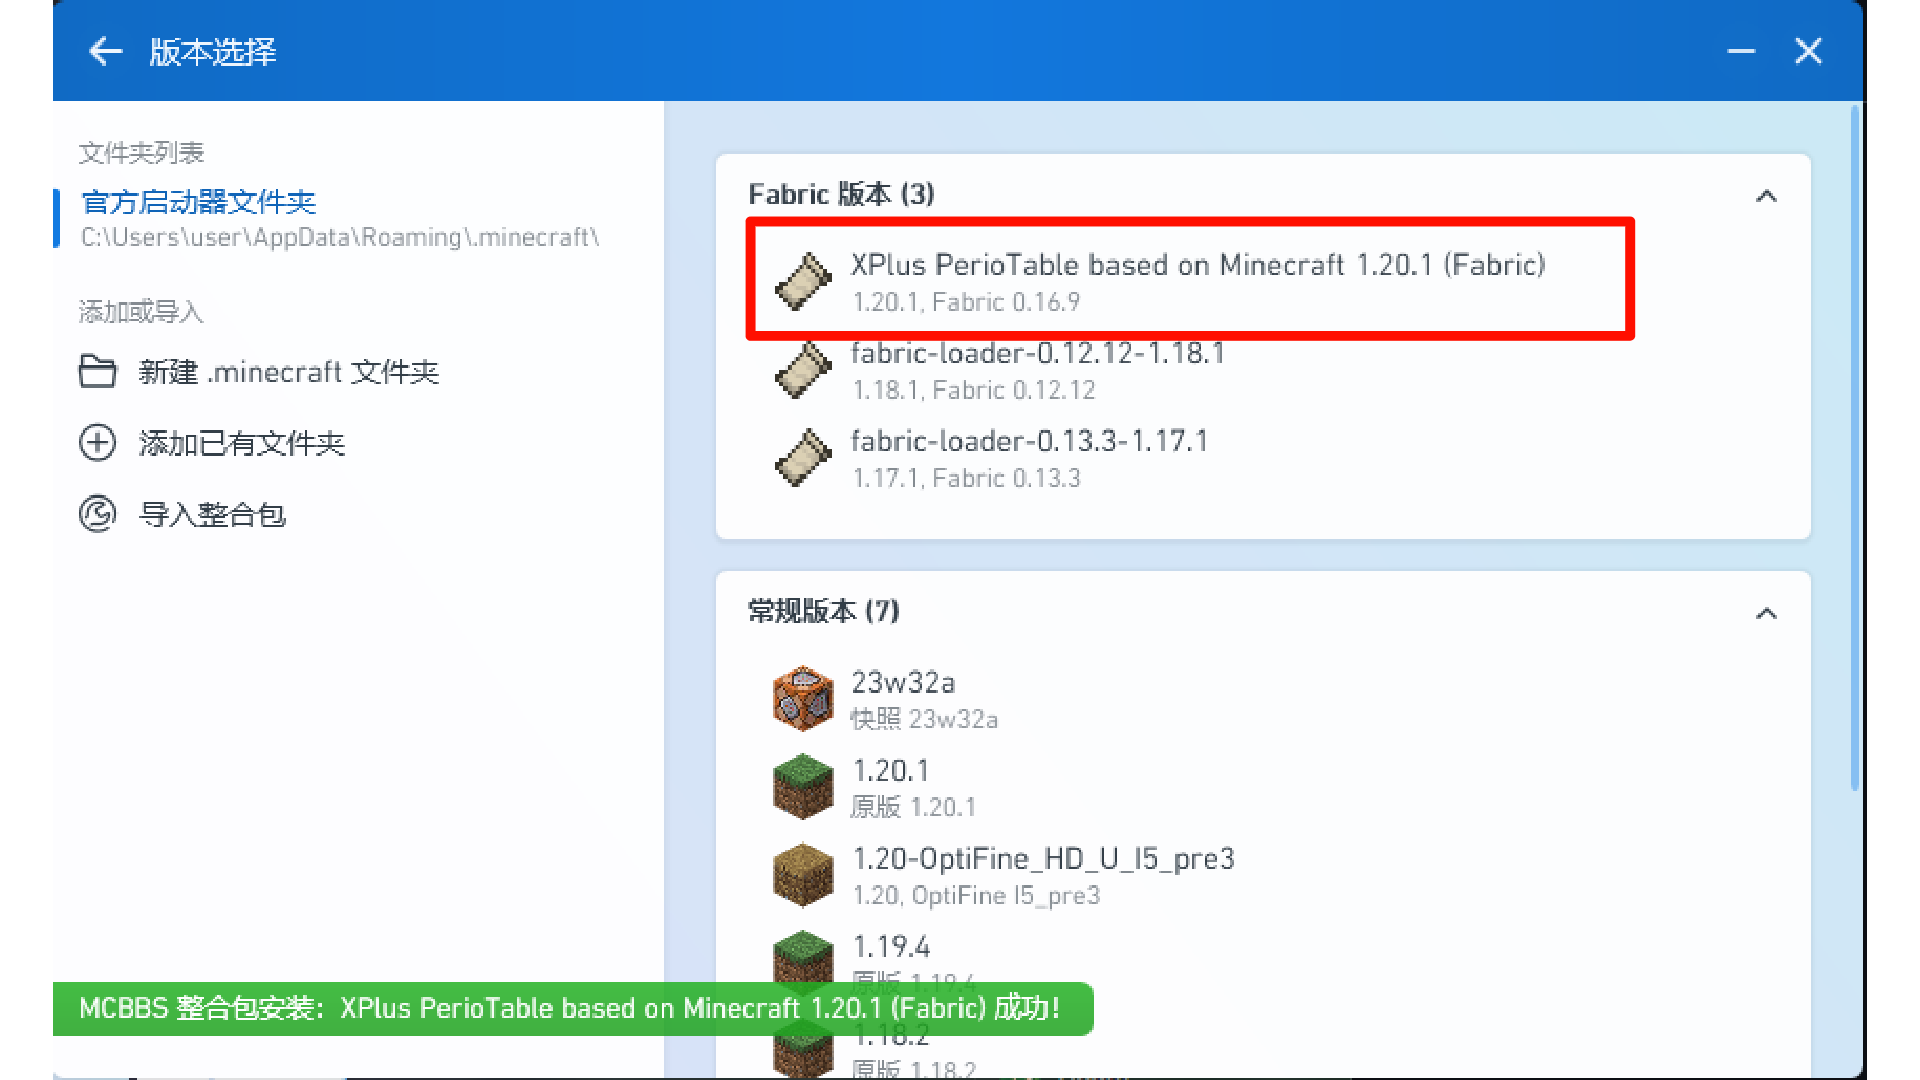 版本选择
文件夹列表
官方启动器文件夹
C:\Users\user\AppData\Roaming\.minecraft\
添加或导入
新建 .minecraft 文件夹
添加已有文件夹
导入整合包
Fabric 版本 (3)
XPlus PerioTable based on Minecraft 1.20.1 (Fabric)
1.20.1, Fabric 0.16.9
fabric-loader-0.12.12-1.18.1
1.18.1, Fabric 0.12.12
fabric-loader-0.13.3-1.17.1
1.17.1, Fabric 0.13.3
常规版本 (7)
23w32a
快照 23w32a
1.20.1
原版 1.20.1
1.20-OptiFine_HD_U_I5_pre3
1.20, OptiFine I5_pre3
1.19.4
原版 1.19.4
MCBBS 整合包安装：XPlus PerioTable based on Minecraft 1.20.1 (Fabric) 成功！
1.18.2
原版 1.18.2